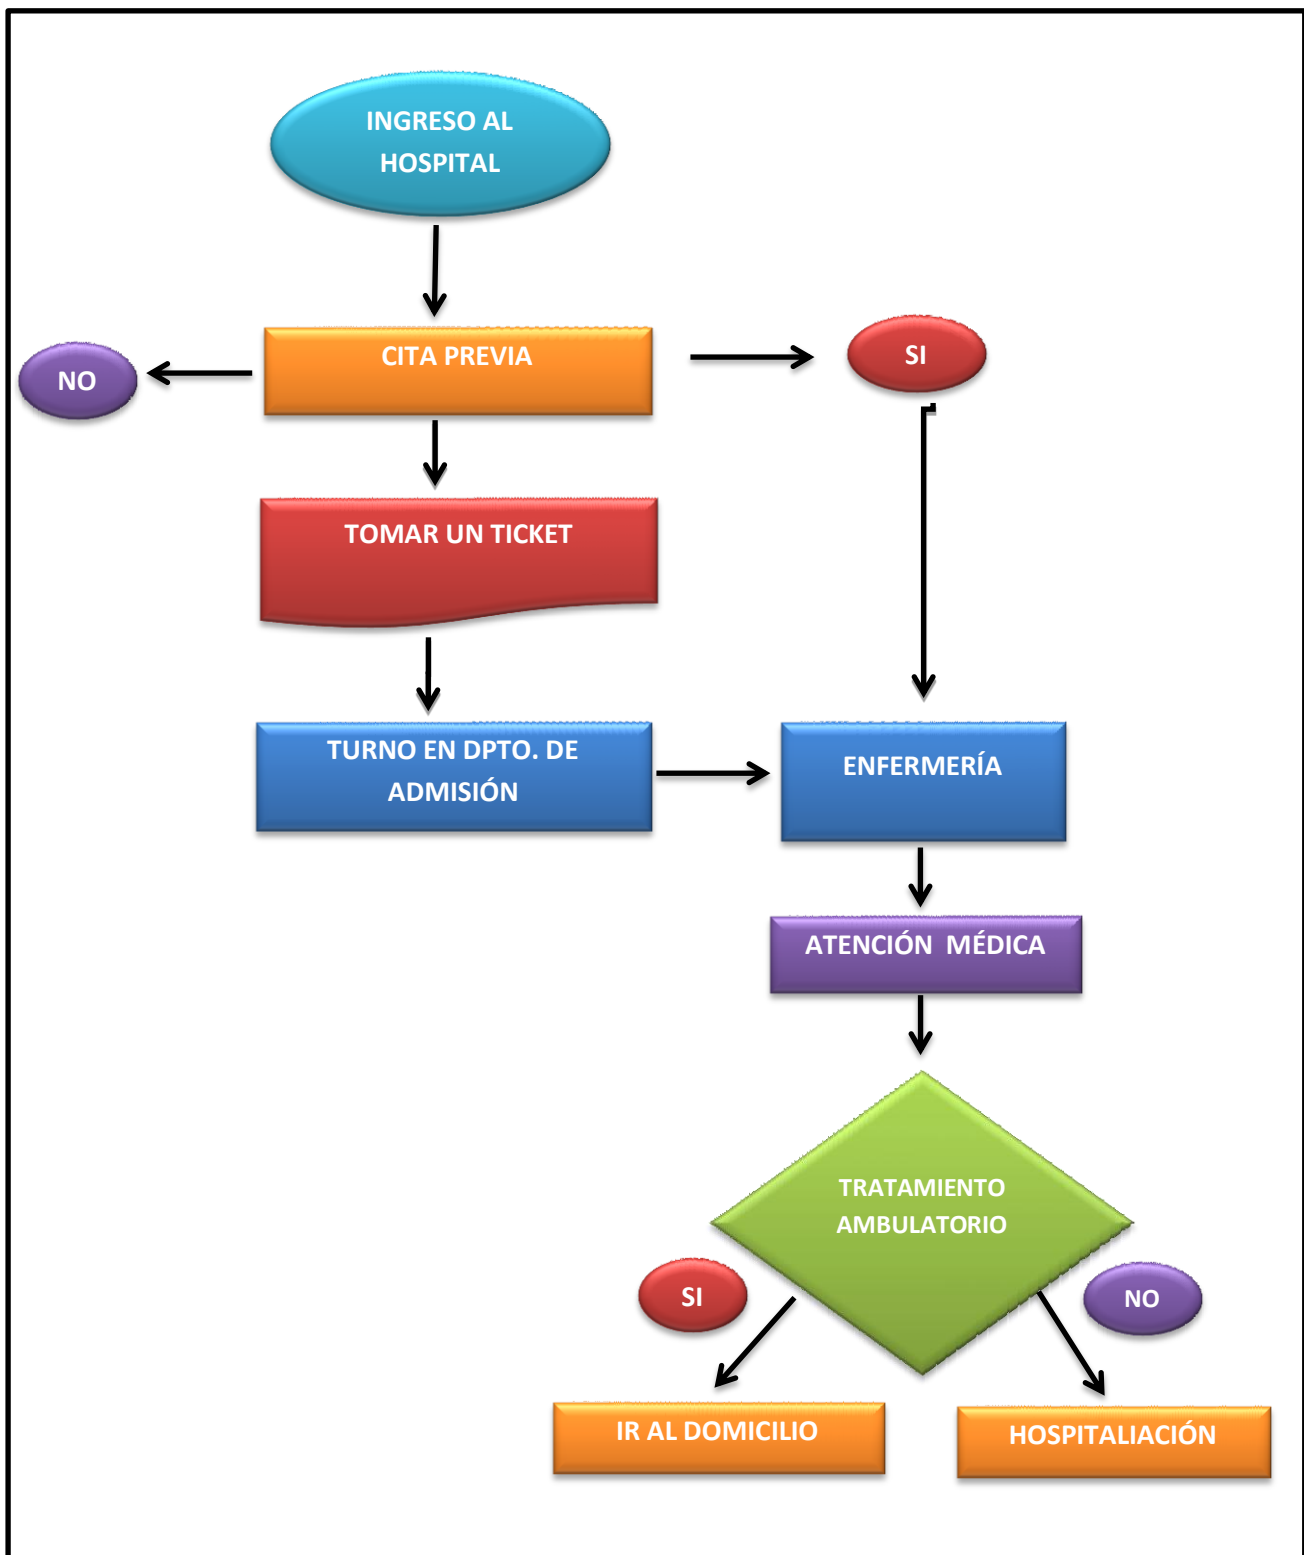 INGRESO AL
HOSPITAL
CITA PREVIA
NO
SI
TOMAR UN TICKET
TURNO EN DPTO. DE
ADMISIÓN
ENFERMERÍA
ATENCIÓN MÉDICA
TRATAMIENTO
AMBULATORIO
SI
NO
IR AL DOMICILIO
HOSPITALIACIÓN